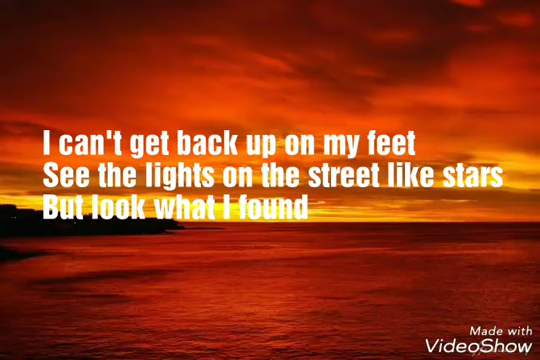 I can't get back up on my feet
See the lights on the street like stars
But look what I found
Made with
VideoShow